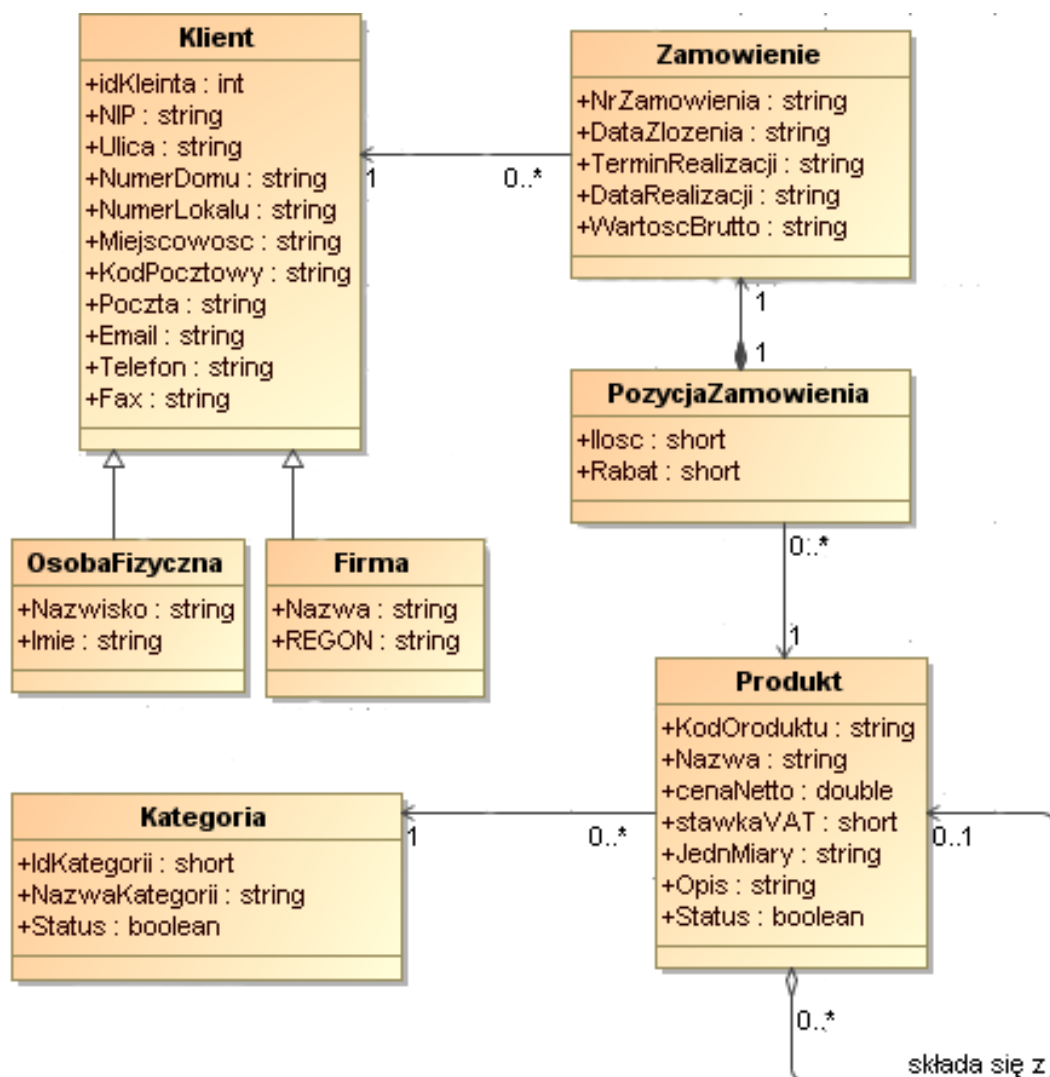 Klient
+idKleinta : int
+NIP : string
+Ulica : string
+NumerDomu : string
+NumerLokalu : string
+Miejscowosc : string
+KodPocztowy : string
+Poczta : string
+Email : string
+Telefon : string
+Fax : string
Zamowienie
+NrZamowienia : string
+DataZlozenia : string
+TerminRealizacji : string
+DataRealizacji : string
+WartoscBrutto : string
1
0..*
1
1
PozycjaZamowienia
+Ilosc : short
+Rabat : short
0..*
1
OsobaFizyczna
+Nazwisko : string
+Imie : string
Firma
+Nazwa : string
+REGON : string
Produkt
+KodOroduktu : string
+Nazwa : string
+cenaNetto : double
+stawkaVAT : short
+JednMiary : string
+Opis : string
+Status : boolean
Kategoria
+IdKategorii : short
+NazwaKategorii : string
+Status : boolean
1
0..*
0..1
0..*
składa się z